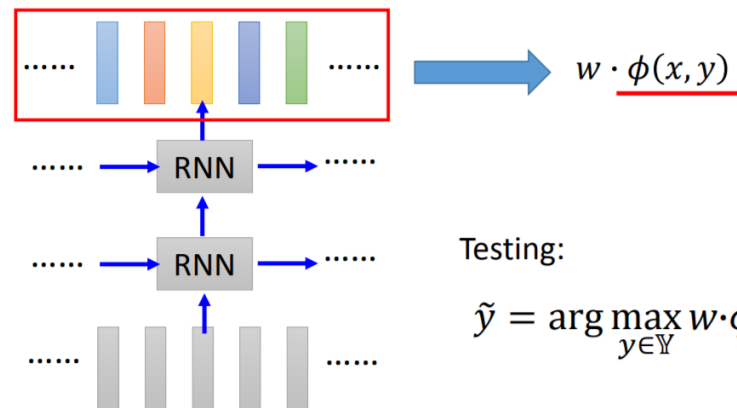 ...... ...... w · ϕ(x, y)
...... RNN ......
...... RNN ......
Testing:
ỹ = arg max w·
y∈𝕐
...... ......